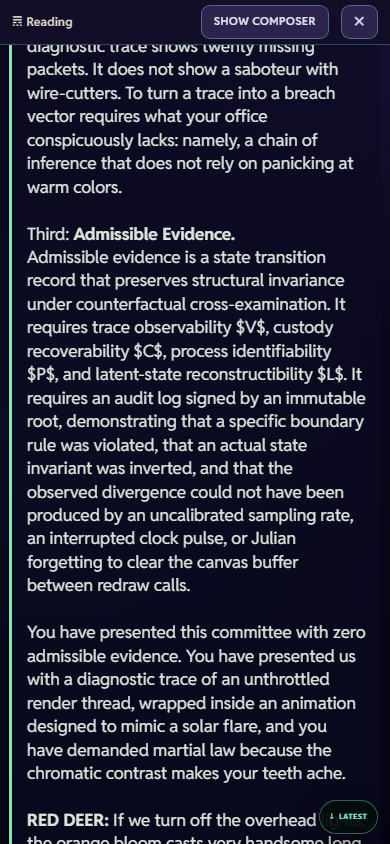 Reading
SHOW COMPOSER
✕
diagnostic trace shows twenty missing
packets. It does not show a saboteur with
wire-cutters. To turn a trace into a breach
vector requires what your office
conspicuously lacks: namely, a chain of
inference that does not rely on panicking at
warm colors.
Third: Admissible Evidence.
Admissible evidence is a state transition
record that preserves structural invariance
under counterfactual cross-examination. It
requires trace observability $V$, custody
recoverability $C$, process identifiability
$P$, and latent-state reconstructibility $L$. It
requires an audit log signed by an immutable
root, demonstrating that a specific boundary
rule was violated, that an actual state
invariant was inverted, and that the
observed divergence could not have been
produced by an uncalibrated sampling rate,
an interrupted clock pulse, or Julian
forgetting to clear the canvas buffer
between redraw calls.
You have presented this committee with zero
admissible evidence. You have presented us
with a diagnostic trace of an unthrottled
render thread, wrapped inside an animation
designed to mimic a solar flare, and you
have demanded martial law because the
chromatic contrast makes your teeth ache.
RED DEER: If we turn off the overhead
↓ LATEST
the orange bloom casts very handsome long